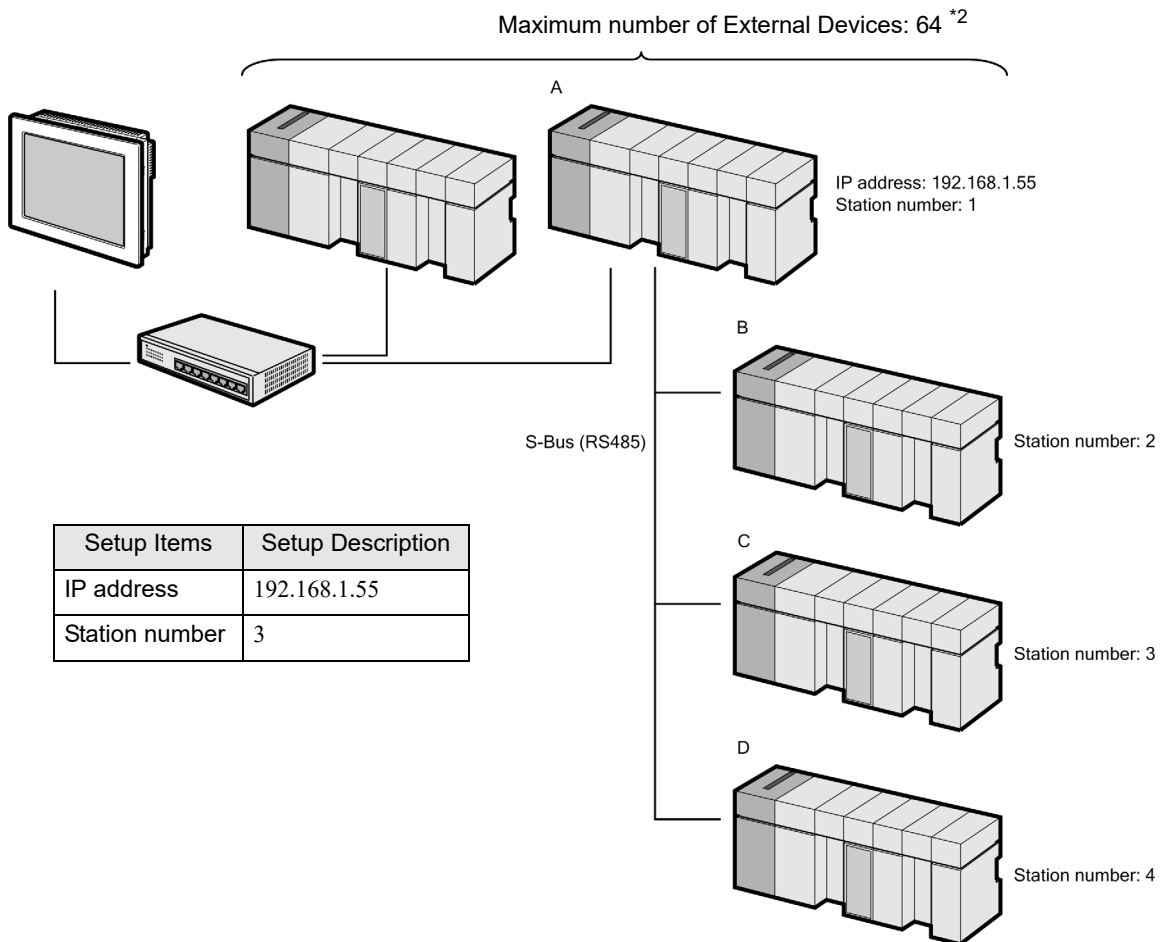 Maximum number of External Devices: 64 *2
A
IP address: 192.168.1.55
Station number: 1
B
S-Bus (RS485)
Station number: 2
Setup Items Setup Description
IP address 192.168.1.55
Station number 3
C
Station number: 3
D
Station number: 4